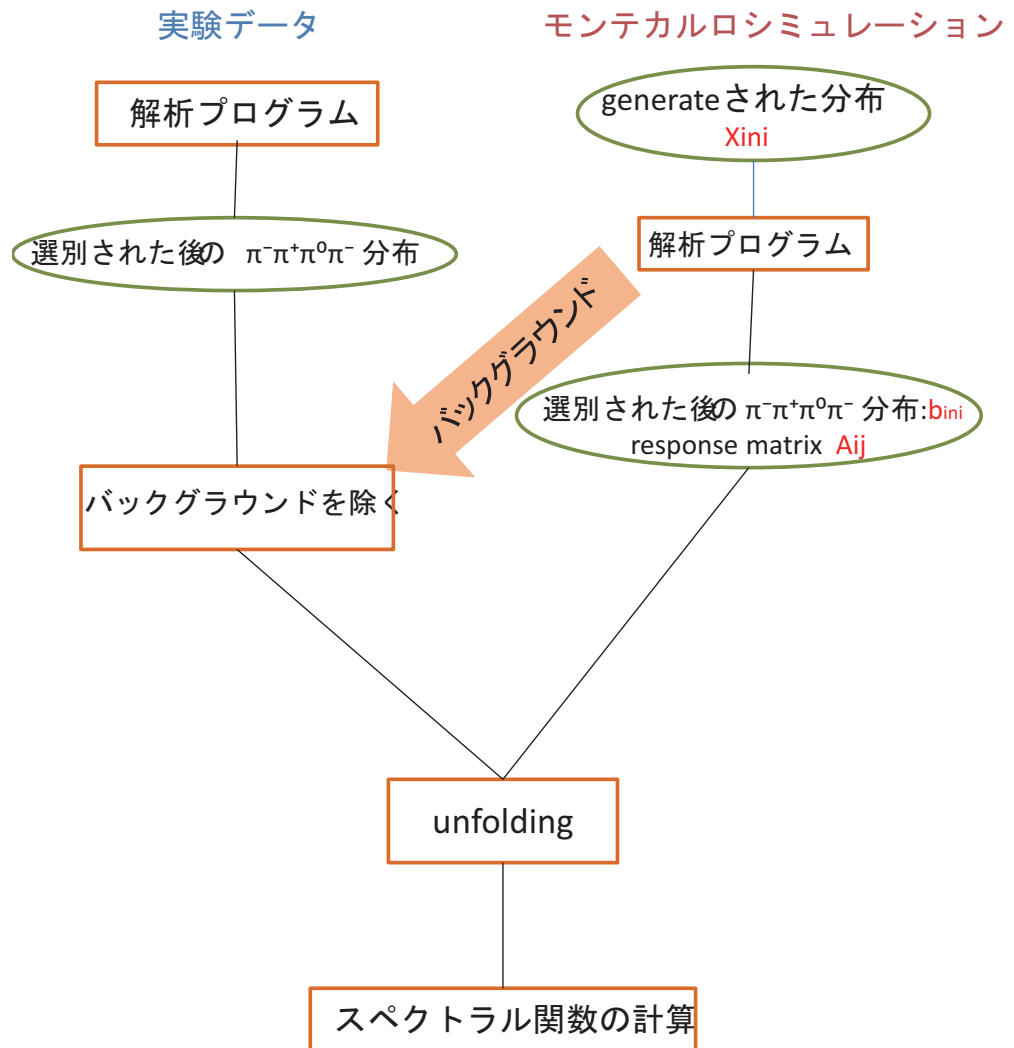 実験データ
モンテカルロシミュレーション
解析プログラム
generateされた分布
Xini
選別された後の π⁻π⁺π⁰π⁻ 分布
解析プログラム
バックグラウンド
選別された後の π⁻π⁺π⁰π⁻ 分布:bini
response matrix Aij
バックグラウンドを除く
unfolding
スペクトラル関数の計算